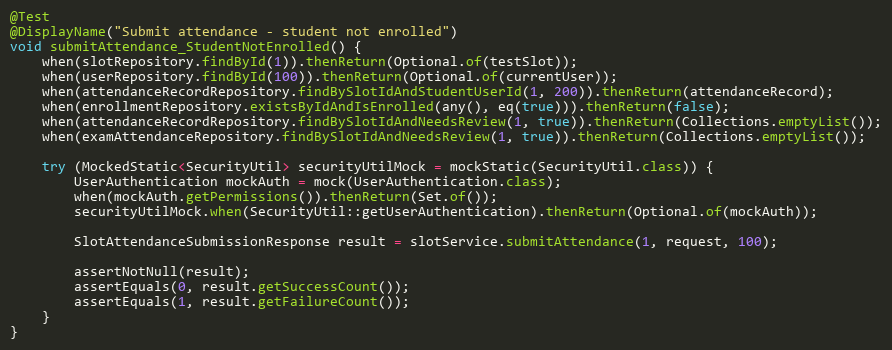 @Test
@DisplayName("Submit attendance - student not enrolled")
void submitAttendance_StudentNotEnrolled() {
    when(slotRepository.findById(1)).thenReturn(Optional.of(testSlot));
    when(userRepository.findById(100)).thenReturn(Optional.of(currentUser));
    when(attendanceRecordRepository.findBySlotIdAndStudentUserId(1, 200)).thenReturn(attendanceRecord);
    when(enrollmentRepository.existsByIdAndIsEnrolled(any(), eq(true))).thenReturn(false);
    when(attendanceRecordRepository.findBySlotIdAndNeedsReview(1, true)).thenReturn(Collections.emptyList());
    when(examAttendanceRepository.findBySlotIdAndNeedsReview(1, true)).thenReturn(Collections.emptyList());

    try (MockedStatic<SecurityUtil> securityUtilMock = mockStatic(SecurityUtil.class)) {
        UserAuthentication mockAuth = mock(UserAuthentication.class);
        when(mockAuth.getPermissions()).thenReturn(Set.of());
        securityUtilMock.when(SecurityUtil::getUserAuthentication).thenReturn(Optional.of(mockAuth));

        SlotAttendanceSubmissionResponse result = slotService.submitAttendance(1, request, 100);

        assertNotNull(result);
        assertEquals(0, result.getSuccessCount());
        assertEquals(1, result.getFailureCount());
    }
}